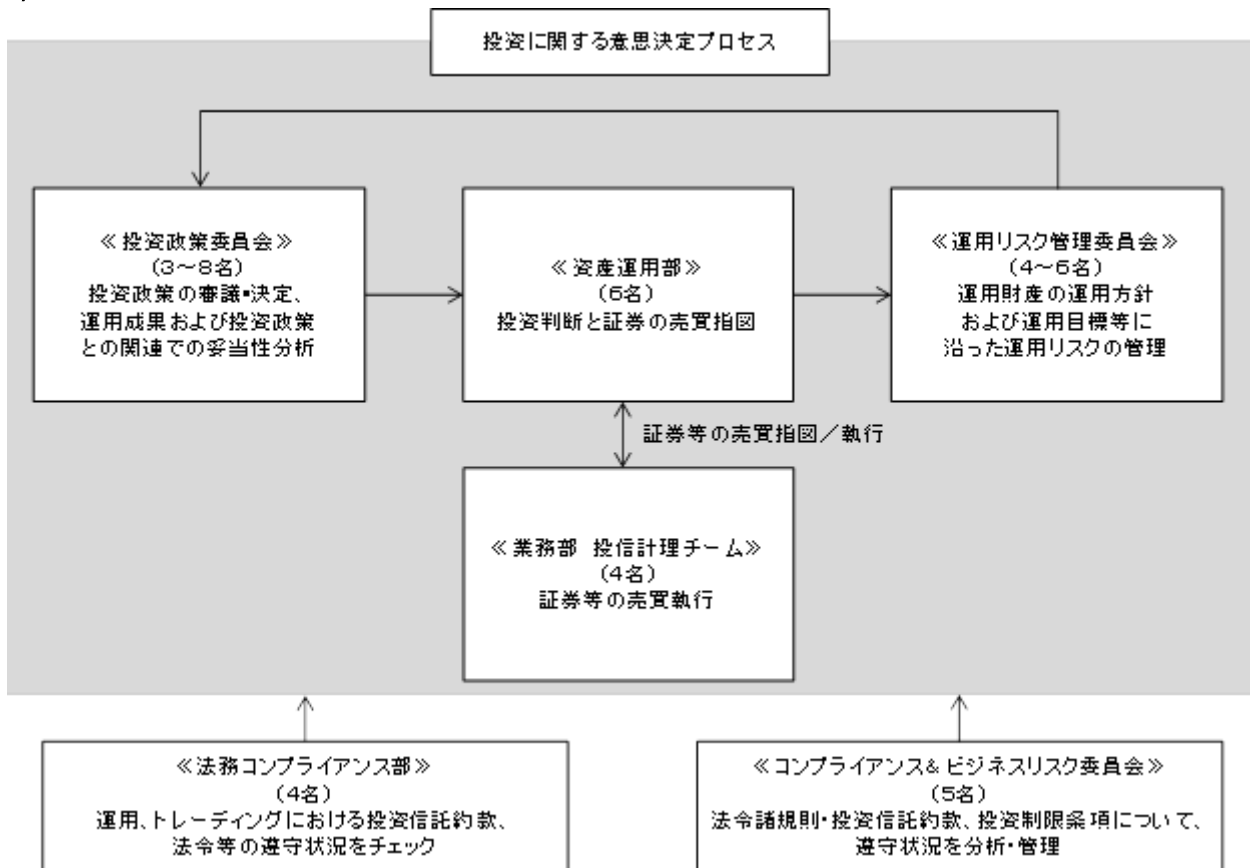 投資に関する意思決定プロセス
≪投資政策委員会≫
(3～8名)
投資政策の審議・決定、
運用成果および投資政策
との関連での妥当性分析
≪資産運用部≫
(6名)
投資判断と証券の売買指図
≪運用リスク管理委員会≫
(4～6名)
運用財産の運用方針
および運用目標等に
沿った運用リスクの管理
証券等の売買指図／執行
≪業務部 投信計理チーム≫
(4名)
証券等の売買執行
≪法務コンプライアンス部≫
(4名)
運用、トレーディングにおける投資信託約款、
法令等の遵守状況をチェック
≪コンプライアンス&ビジネスリスク委員会≫
(5名)
法令諸規則・投資信託約款、投資制限条項について、
遵守状況を分析・管理